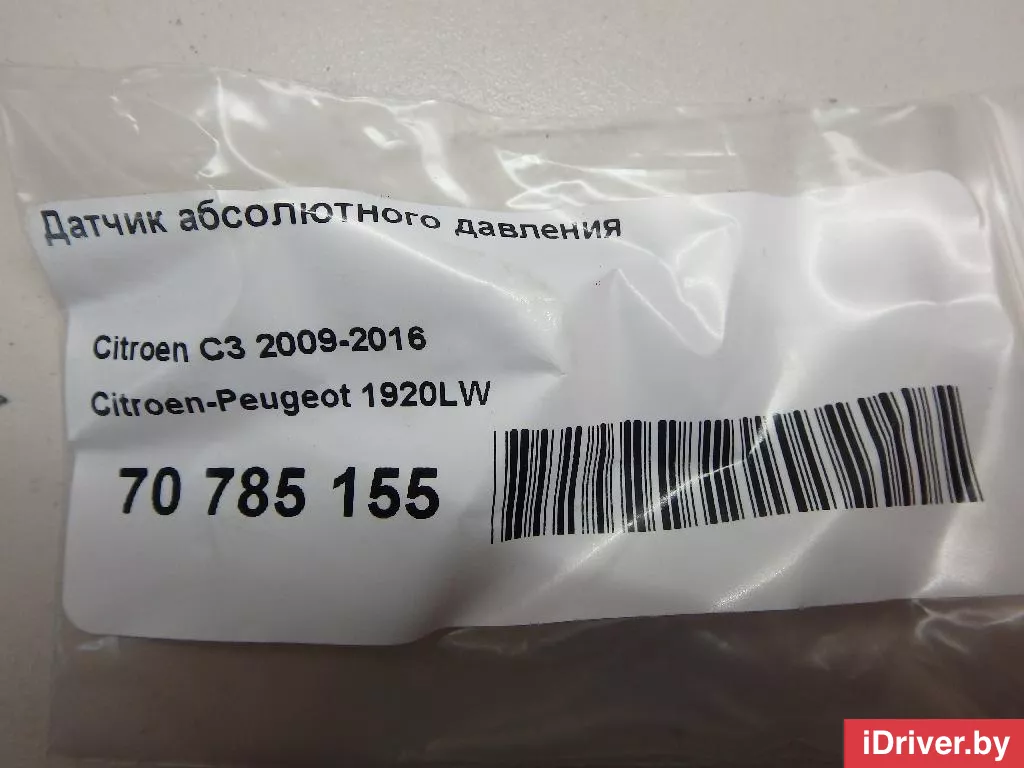 Датчик абсолютного давления
Citroen C3 2009-2016
Citroen-Peugeot 1920LW
70 785 155
iDriver.by